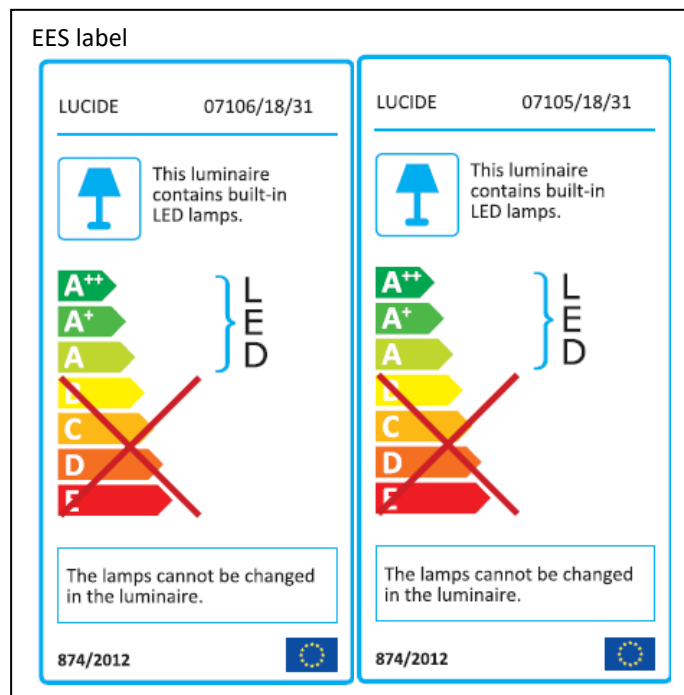 EES label
LUCIDE 07106/18/31
This luminaire
contains built-in
LED lamps.
A++
A+
A
B
C
D
E
L
E
D
The lamps cannot be changed
in the luminaire.
874/2012
LUCIDE 07105/18/31
This luminaire
contains built-in
LED lamps.
A++
A+
A
B
C
D
E
L
E
D
The lamps cannot be changed
in the luminaire.
874/2012